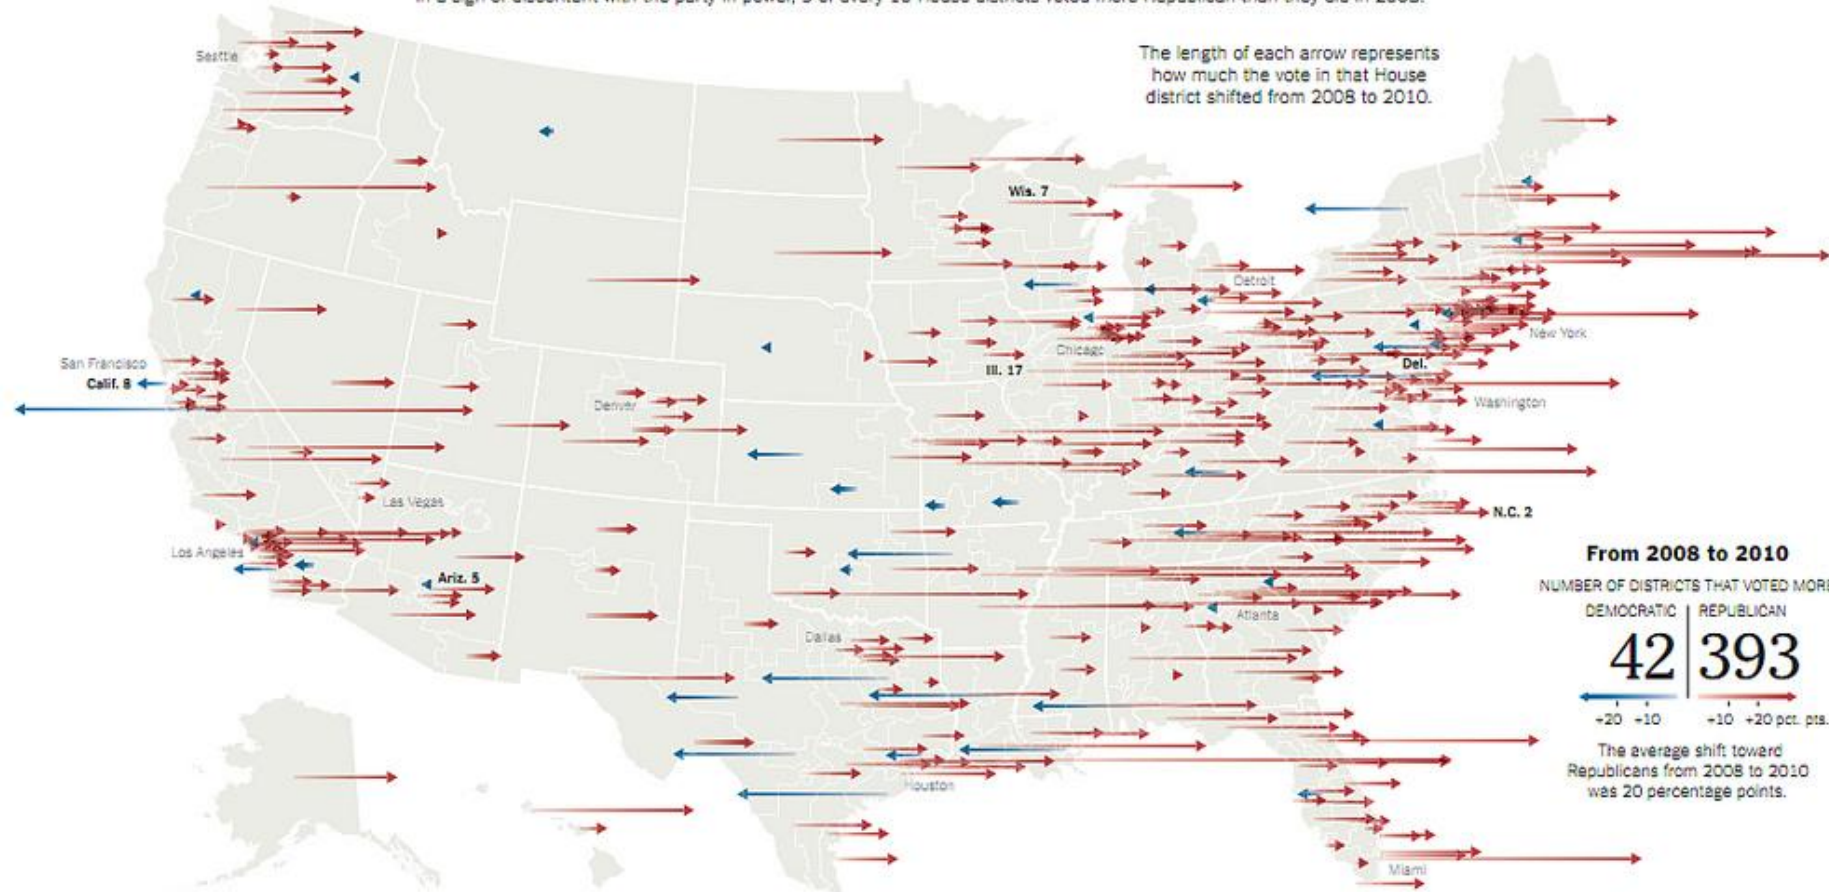 The length of each arrow represents
how much the vote in that House
district shifted from 2008 to 2010.
Seattle
Wis. 7
Detroit
New York
San Francisco
Calif. 8
Chicago
Ill. 17
Del.
Denver
Washington
Las Vegas
N.C. 2
Los Angeles
Ariz. 5
Atlanta
Dallas
Houston
Miami
From 2008 to 2010
NUMBER OF DISTRICTS THAT VOTED MORE
DEMOCRATIC REPUBLICAN
42 393
+20 +10 +10 +20 pct. pts.
The average shift toward
Republicans from 2008 to 2010
was 20 percentage points.